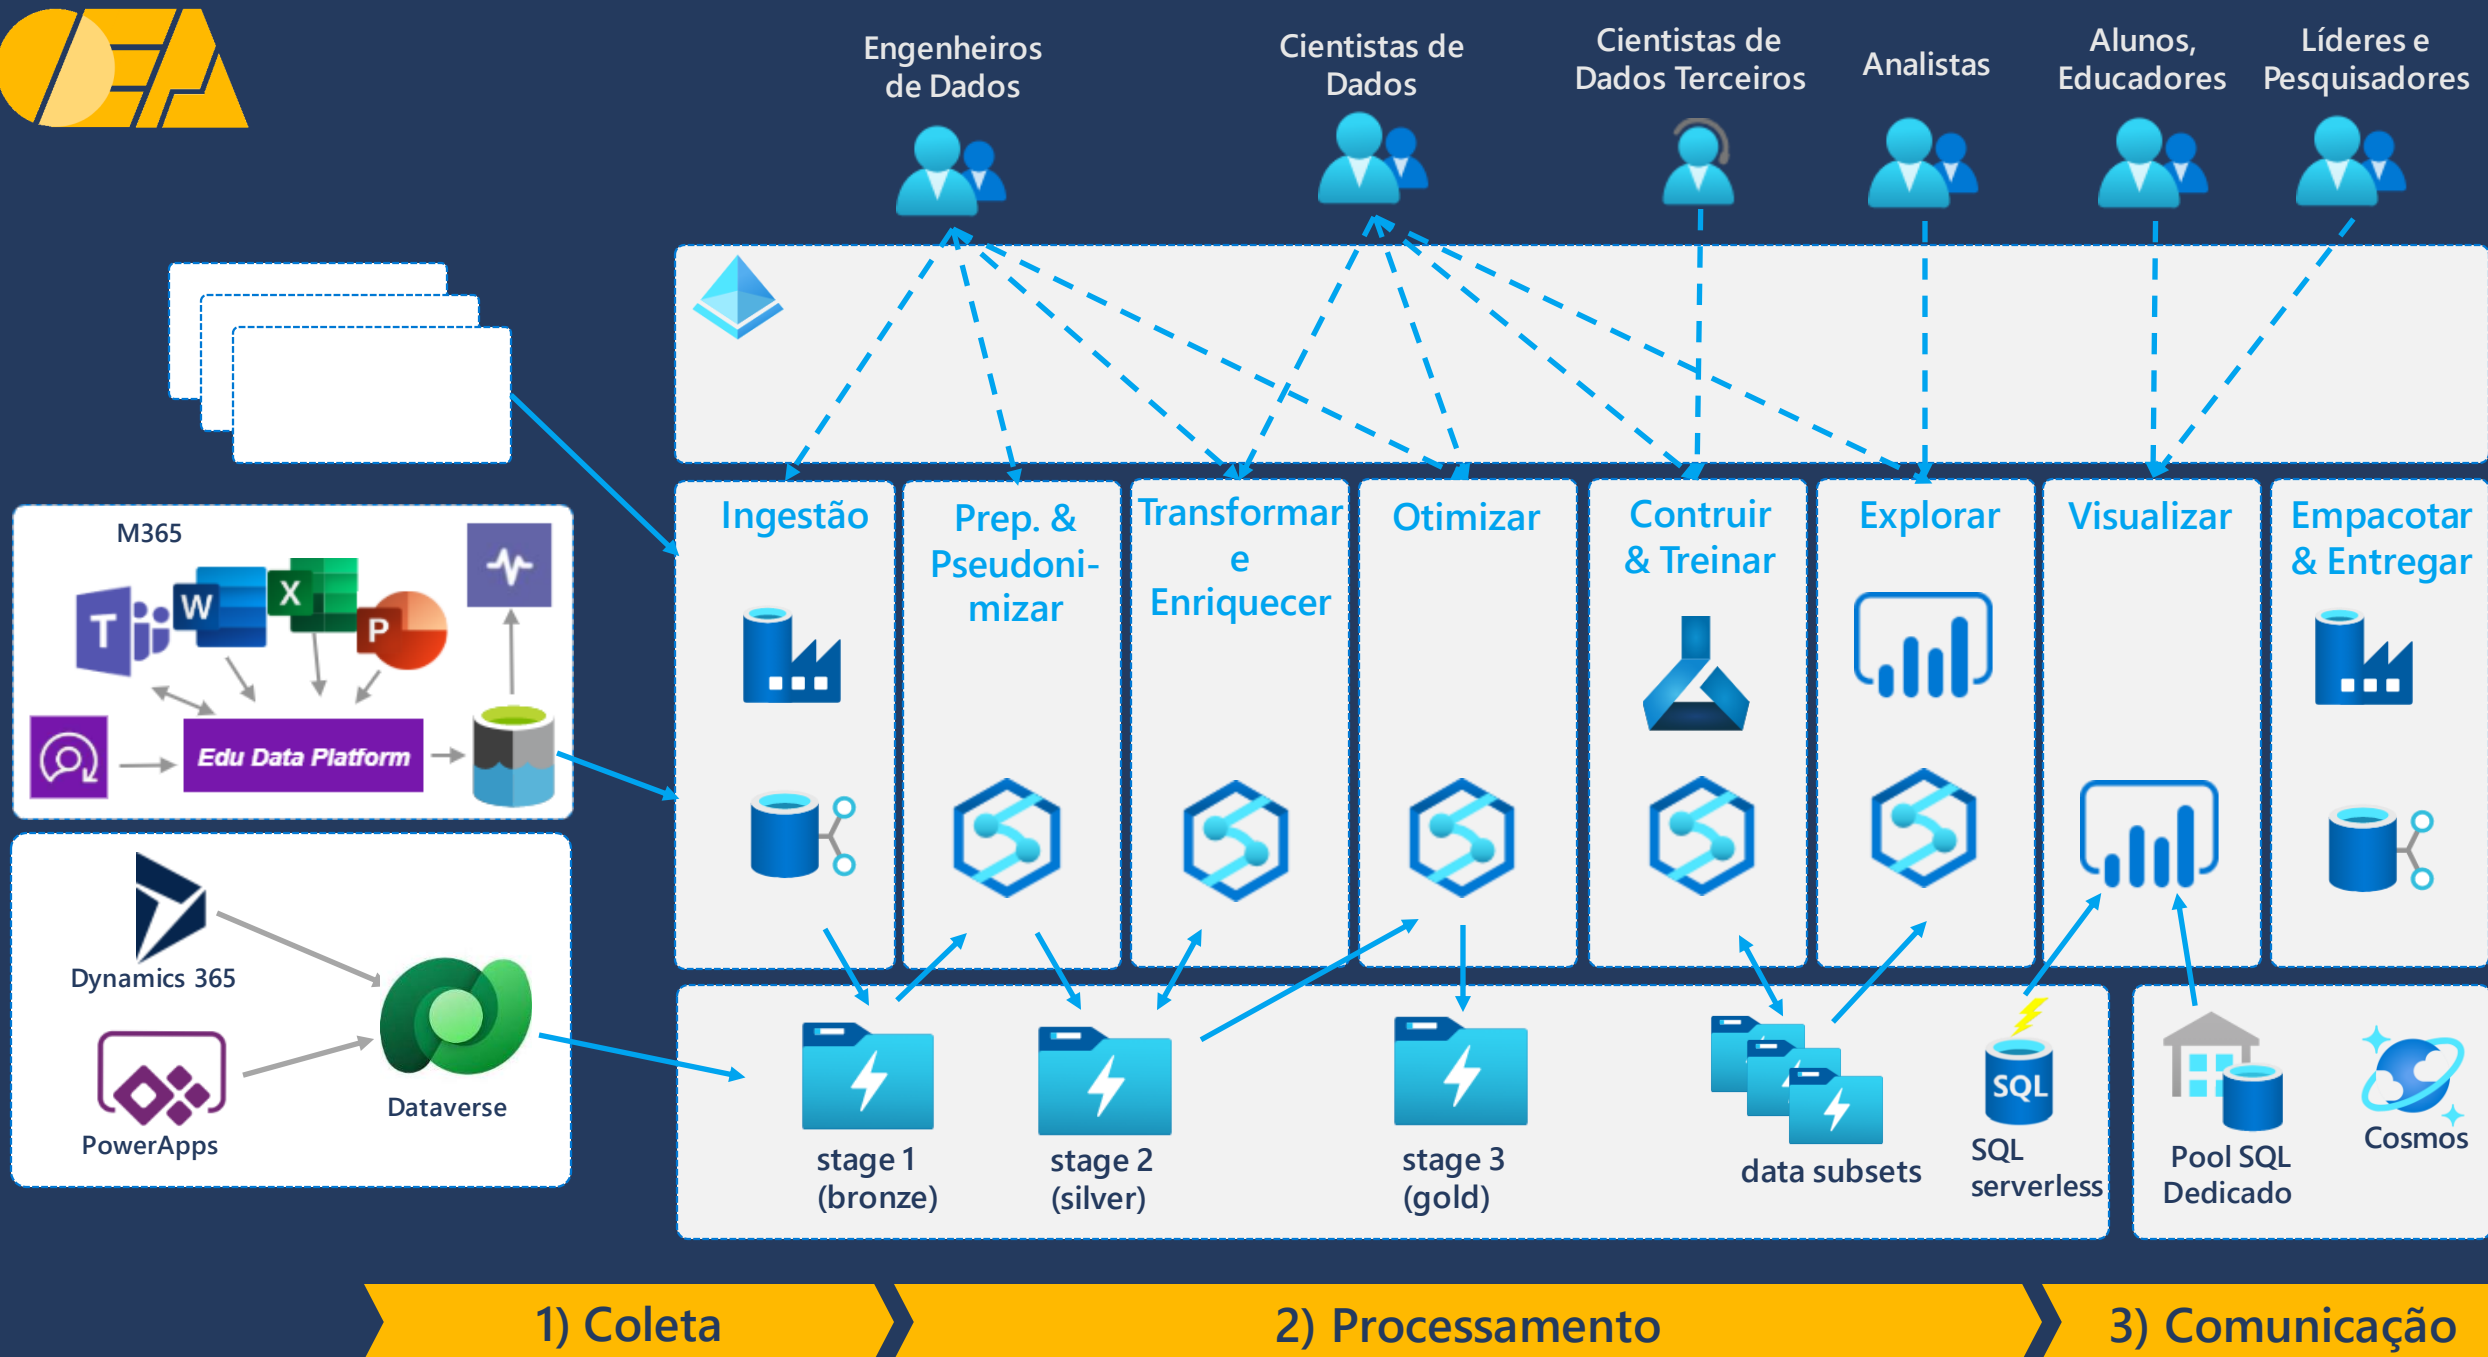 OEA
Engenheiros
de Dados
Cientistas de
Dados
Cientistas de
Dados Terceiros
Analistas
Alunos,
Educadores
Líderes e
Pesquisadores
M365
T
W
X
P
Edu Data Platform
Dynamics 365
PowerApps
Dataverse
Ingestão
Prep. &
Pseudoni-
mizar
Transformar
e
Enriquecer
Otimizar
Contruir
& Treinar
Explorar
Visualizar
Empacotar
& Entregar
stage 1
(bronze)
stage 2
(silver)
stage 3
(gold)
data subsets
SQL
SQL
serverless
Pool SQL
Dedicado
Cosmos
1) Coleta
2) Processamento
3) Comunicação